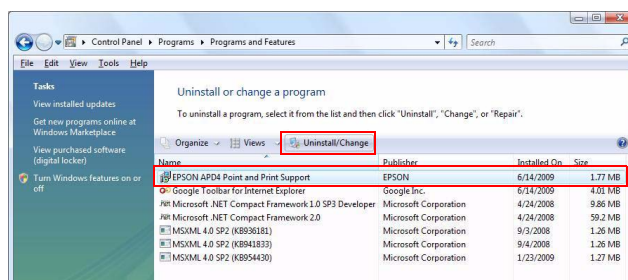 Control Panel ▸ Programs ▸ Programs and Features
Search
File Edit View Tools Help
Tasks
View installed updates
Get new programs online at
Windows Marketplace
View purchased software
(digital locker)
Turn Windows features on or
off
Uninstall or change a program
To uninstall a program, select it from the list and then click "Uninstall", "Change", or "Repair".
Organize Views Uninstall/Change
Name Publisher Installed On Size
EPSON APD4 Point and Print Support EPSON 6/14/2009 1.77 MB
Google Toolbar for Internet Explorer Google Inc. 6/14/2009 4.01 MB
Microsoft .NET Compact Framework 1.0 SP3 Developer Microsoft Corporation 4/24/2008 9.86 MB
Microsoft .NET Compact Framework 2.0 Microsoft Corporation 4/24/2008 59.2 MB
MSXML 4.0 SP2 (KB936181) Microsoft Corporation 9/3/2008 1.26 MB
MSXML 4.0 SP2 (KB941833) Microsoft Corporation 9/4/2008 1.26 MB
MSXML 4.0 SP2 (KB954430) Microsoft Corporation 1/23/2009 1.27 MB